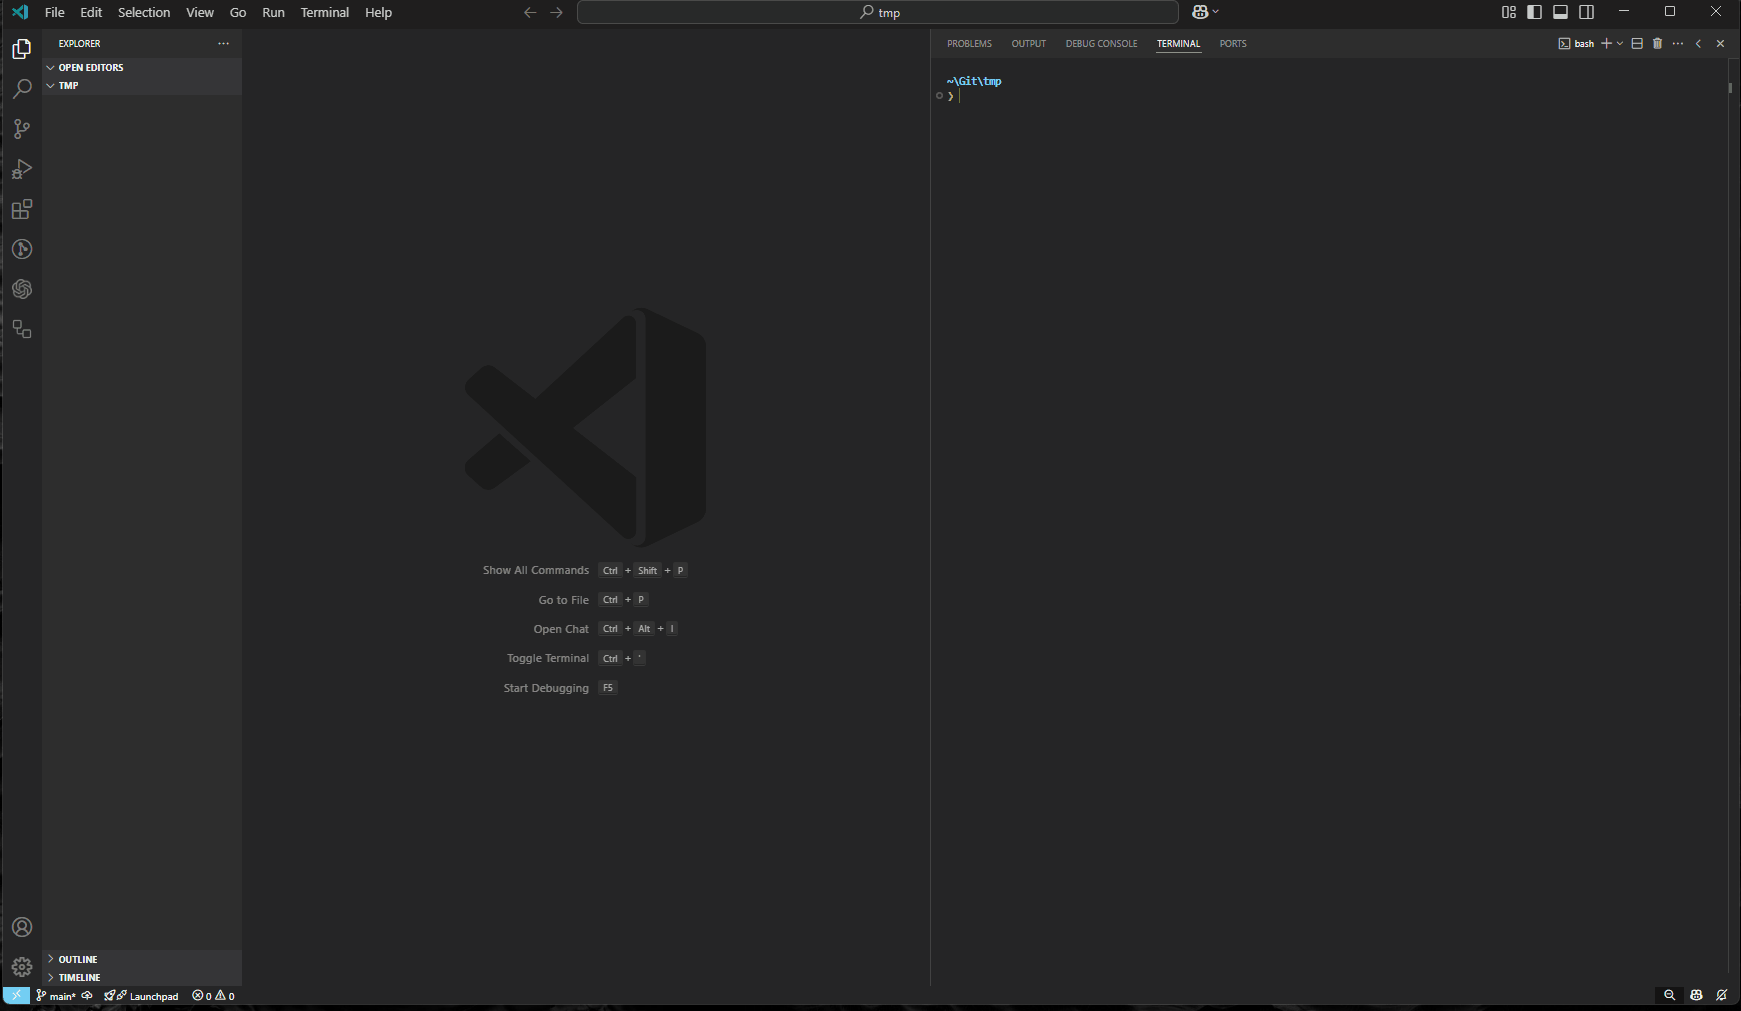 File Edit Selection View Go Run Terminal Help
tmp
EXPLORER
OPEN EDITORS
TMP
PROBLEMS OUTPUT DEBUG CONSOLE TERMINAL PORTS
bash
~\Git\tmp
❯
Show All Commands Ctrl + Shift + P
Go to File Ctrl + P
Open Chat Ctrl + Alt + I
Toggle Terminal Ctrl + '
Start Debugging F5
OUTLINE
TIMELINE
main* Launchpad 0 0